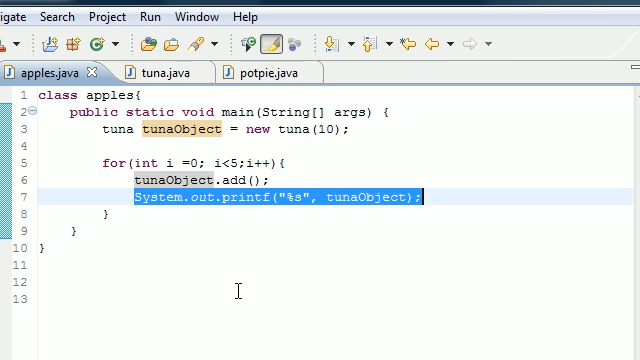 igate Search Project Run Window Help
apples.java tuna.java potpie.java
1 class apples{
2 public static void main(String[] args) {
3 tuna tunaObject = new tuna(10);
4
5 for(int i =0; i<5;i++){
6 tunaObject.add();
7 System.out.printf("%s", tunaObject);
8 }
9 }
10 }
11
12
13